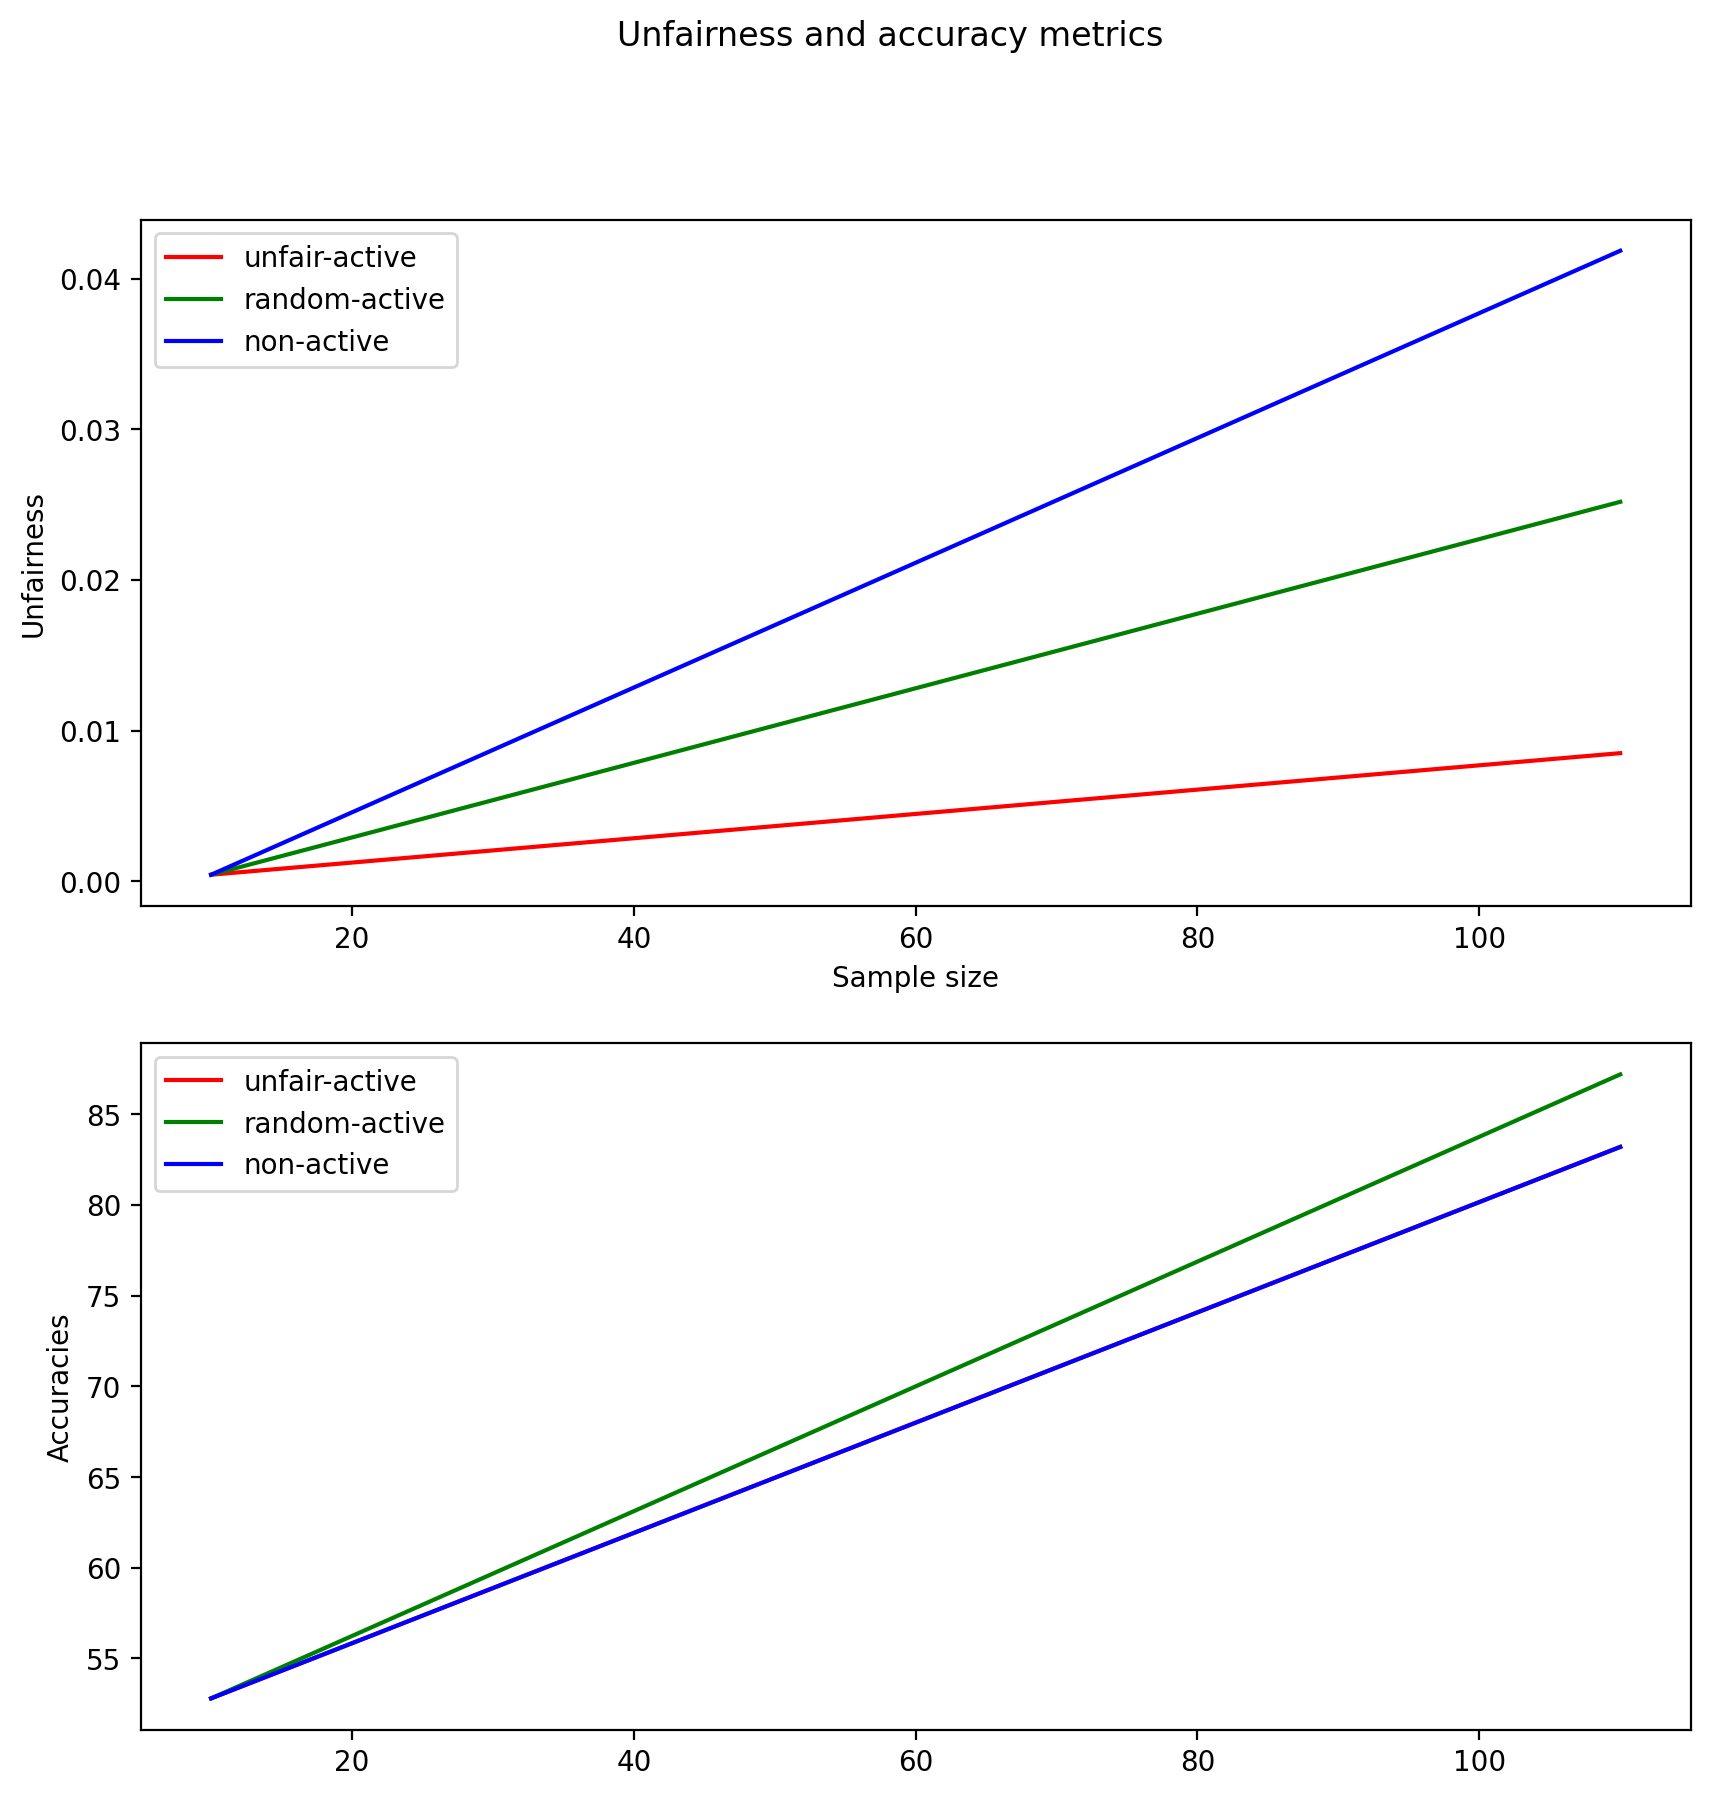 Unfairness and accuracy metrics
unfair-active
random-active
non-active
0.04
0.03
0.02
0.01
0.00
Unfairness
20 40 60 80 100
Sample size
unfair-active
random-active
non-active
85
80
75
70
65
60
55
Accuracies
20 40 60 80 100